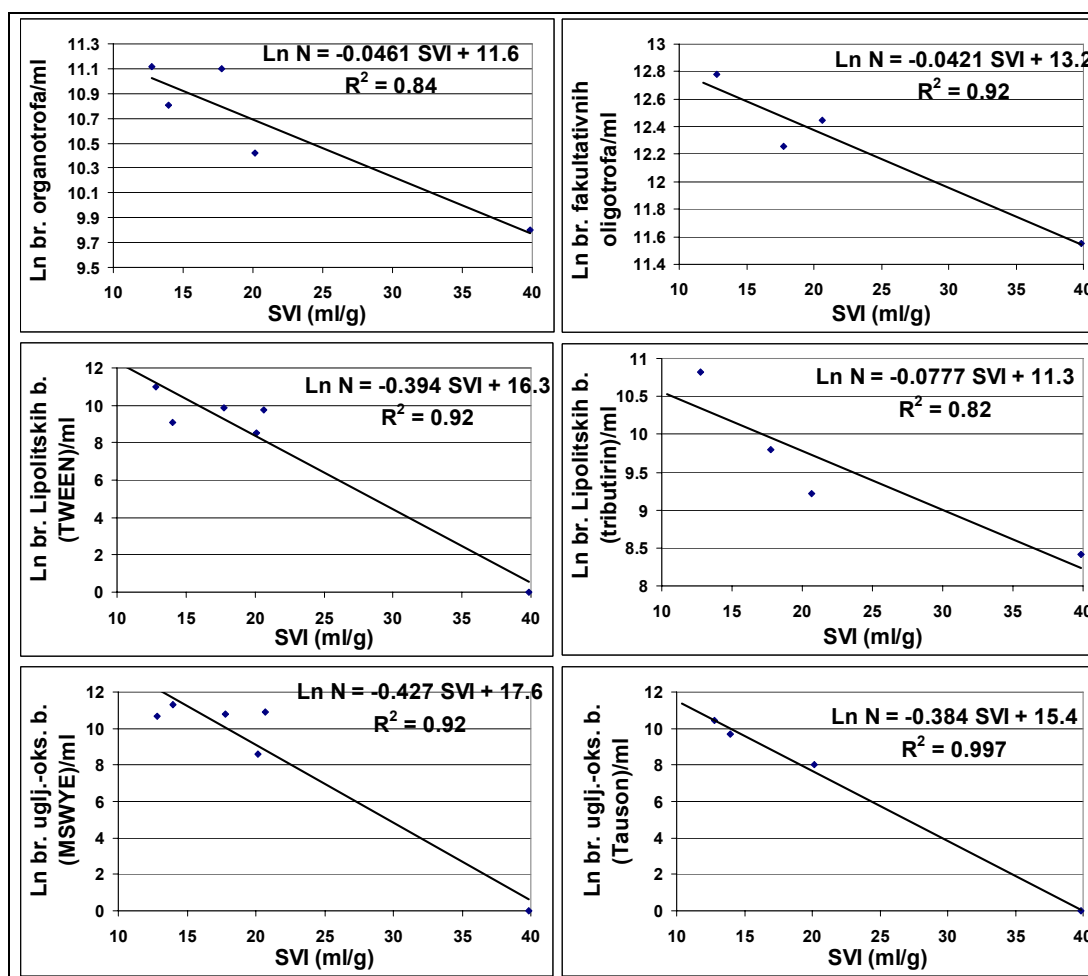 Ln br. organotrofa/ml
11.3
11.1
10.9
10.7
10.5
10.3
10.1
9.9
9.7
9.5
Ln N = -0.0461 SVI + 11.6
R² = 0.84
10 15 20 25 30 35 40
SVI (ml/g)
Ln br. fakultativnih
oligotrofa/ml
13
12.8
12.6
12.4
12.2
12
11.8
11.6
11.4
Ln N = -0.0421 SVI + 13.2
R² = 0.92
10 15 20 25 30 35 40
SVI (ml/g)
Ln br. Lipolitskih b.
(TWEEN)/ml
12
10
8
6
4
2
0
Ln N = -0.394 SVI + 16.3
R² = 0.92
10 15 20 25 30 35 40
SVI (ml/g)
Ln br. Lipolitskih b.
(tributirin)/ml
11
10.5
10
9.5
9
8.5
8
Ln N = -0.0777 SVI + 11.3
R² = 0.82
10 15 20 25 30 35 40
SVI (ml/g)
Ln br. uglj.-oks. b.
(MSWYE)/ml
12
10
8
6
4
2
0
Ln N = -0.427 SVI + 17.6
R² = 0.92
10 15 20 25 30 35 40
SVI (ml/g)
Ln br. uglj.-oks. b.
(Tauson)/ml
12
10
8
6
4
2
0
Ln N = -0.384 SVI + 15.4
R² = 0.997
10 15 20 25 30 35 40
SVI (ml/g)